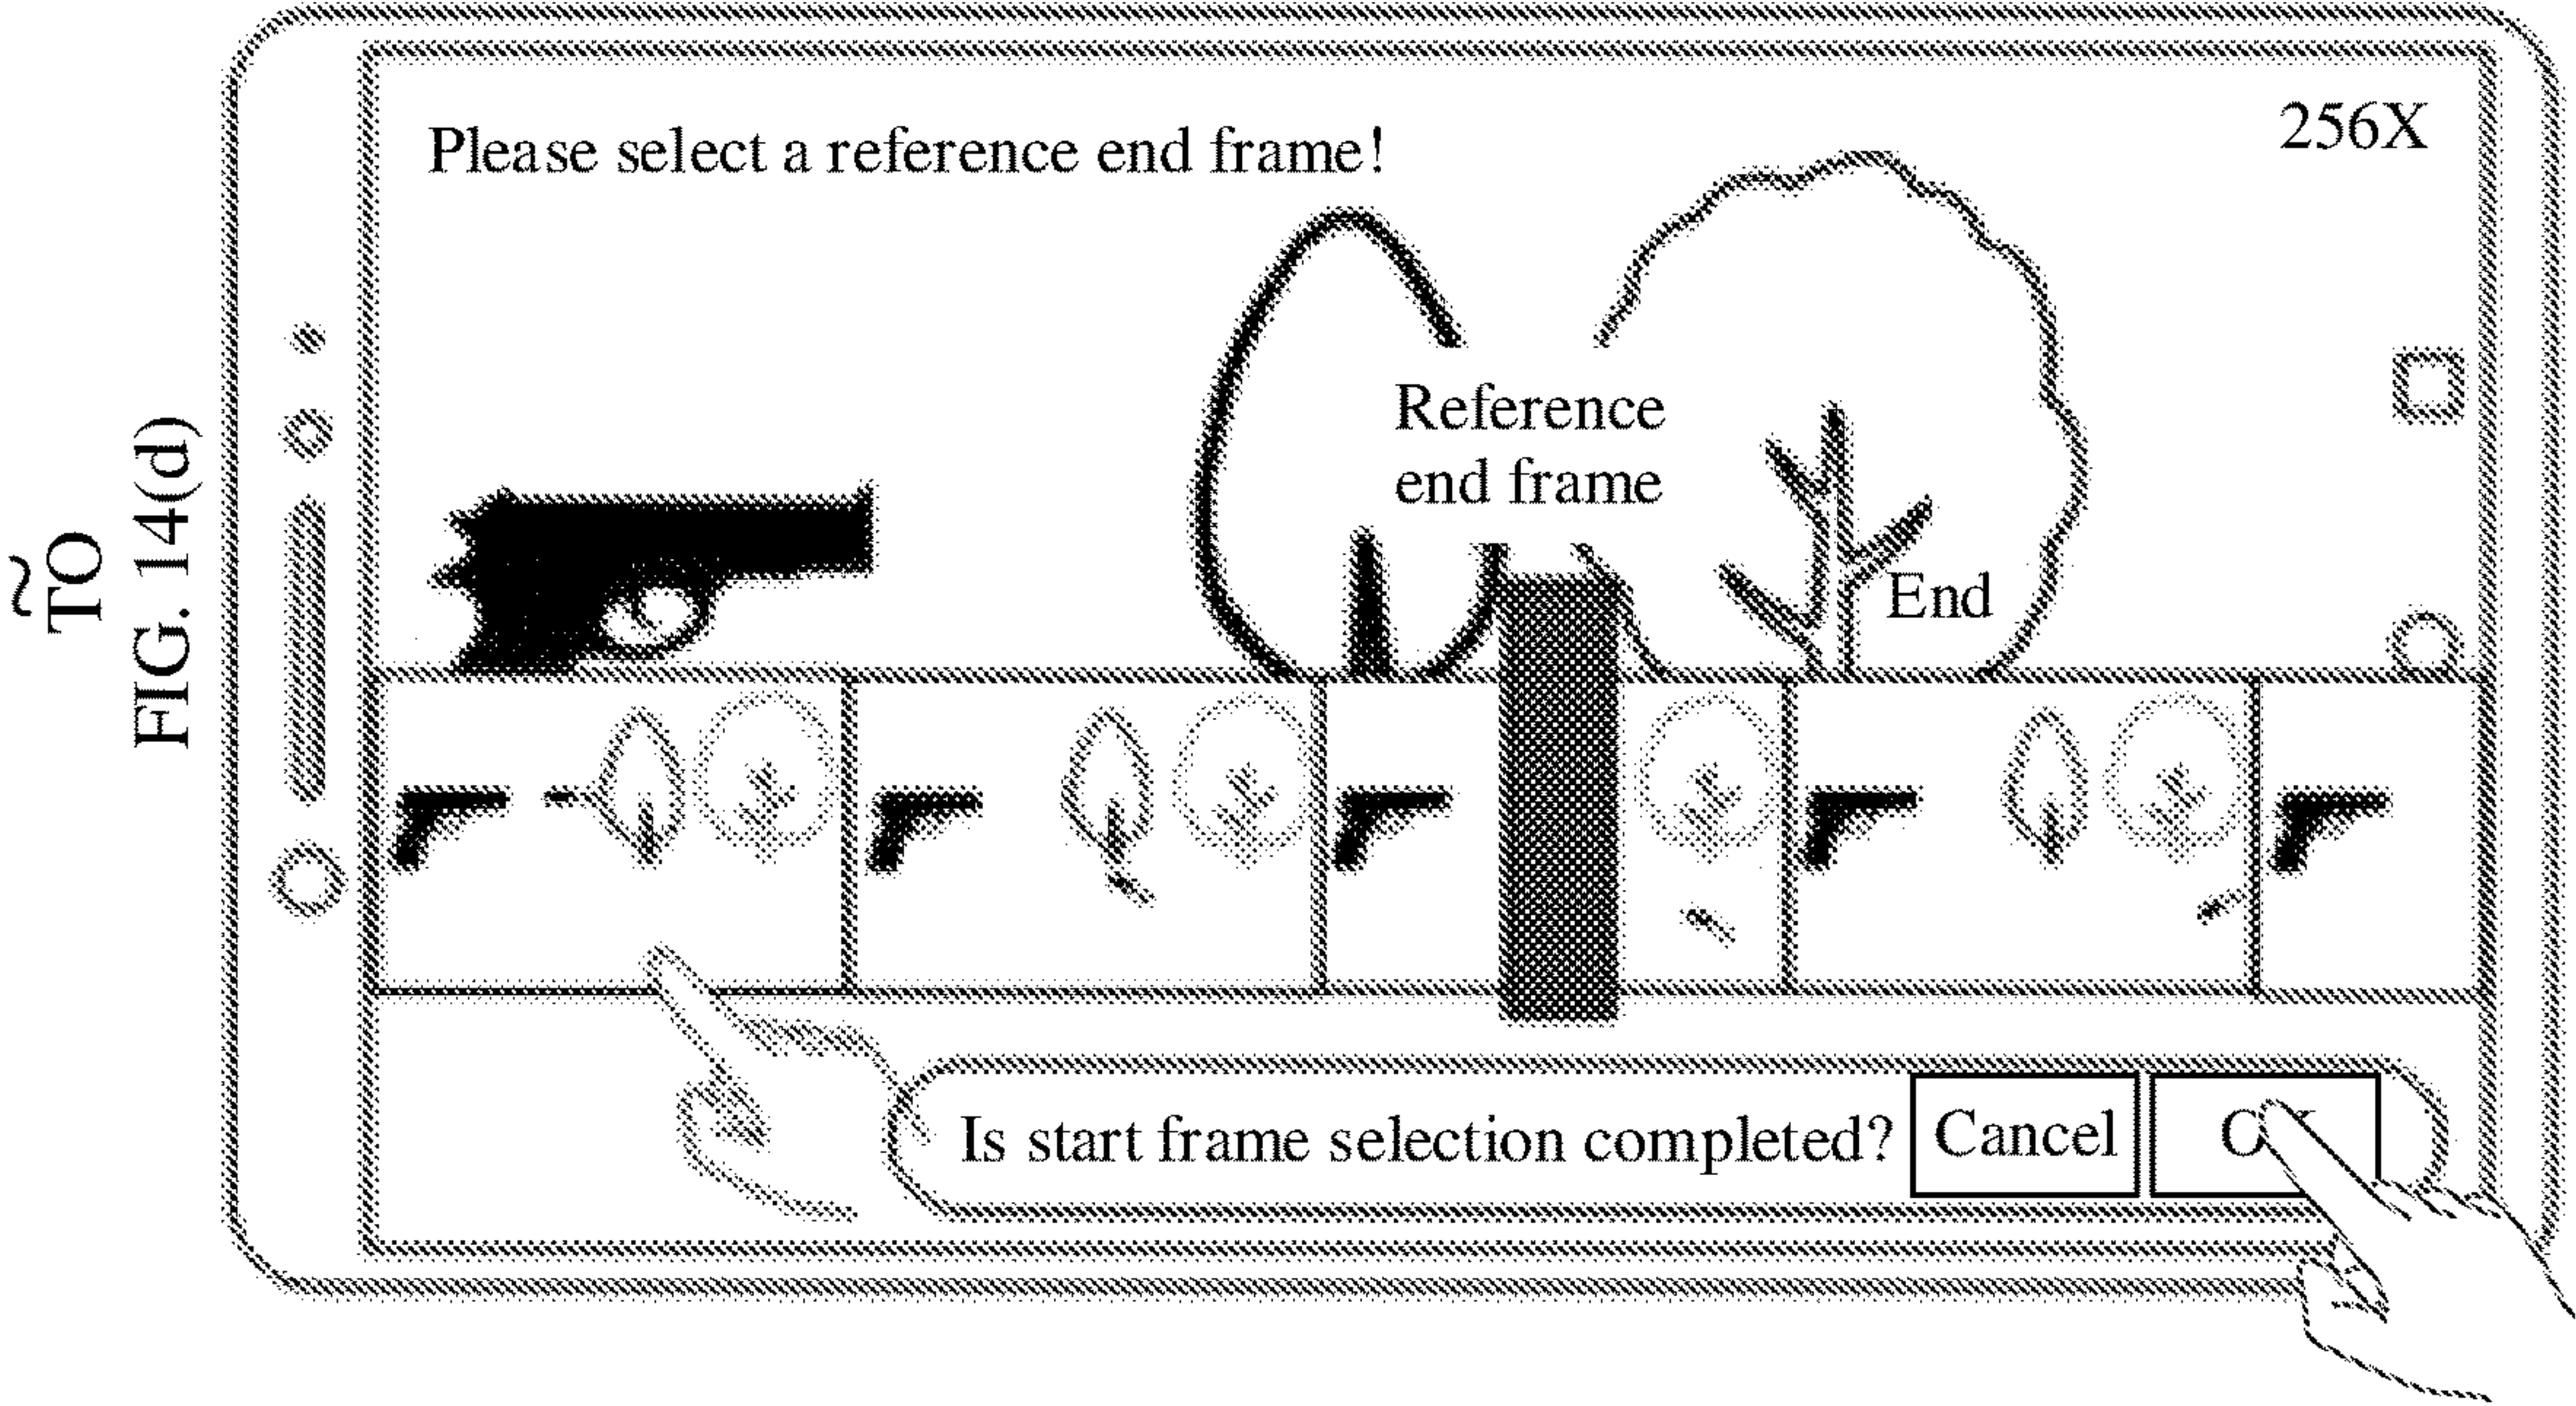 TO
FIG. 14(d)
Please select a reference end frame!
256X
Reference
end frame
End
Is start frame selection completed?
Cancel